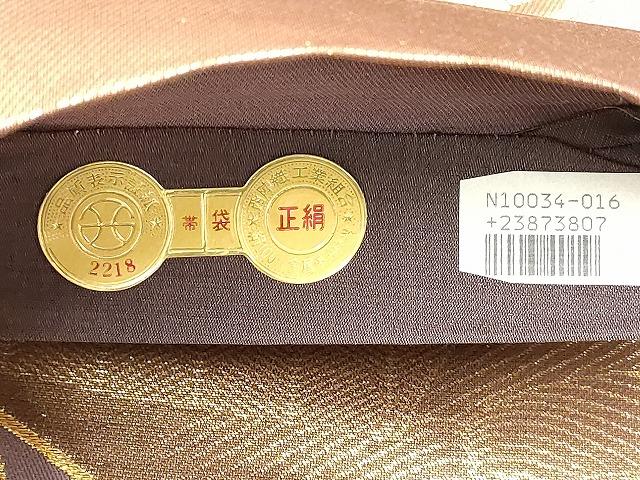 品質表示証紙
2218
帯 袋
西陣織工業組合
正絹
N10034-016
+23873807